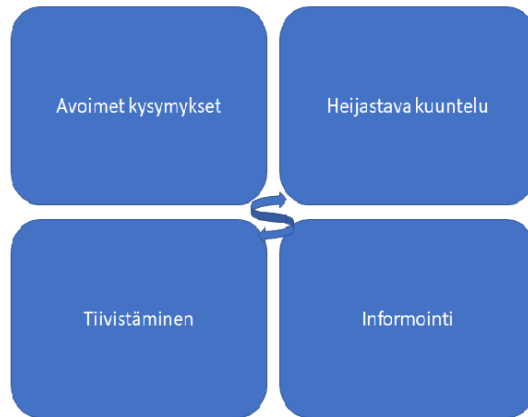 Avoimet kysymykset
Heijastava kuuntelu
Tiivistäminen
Informointi